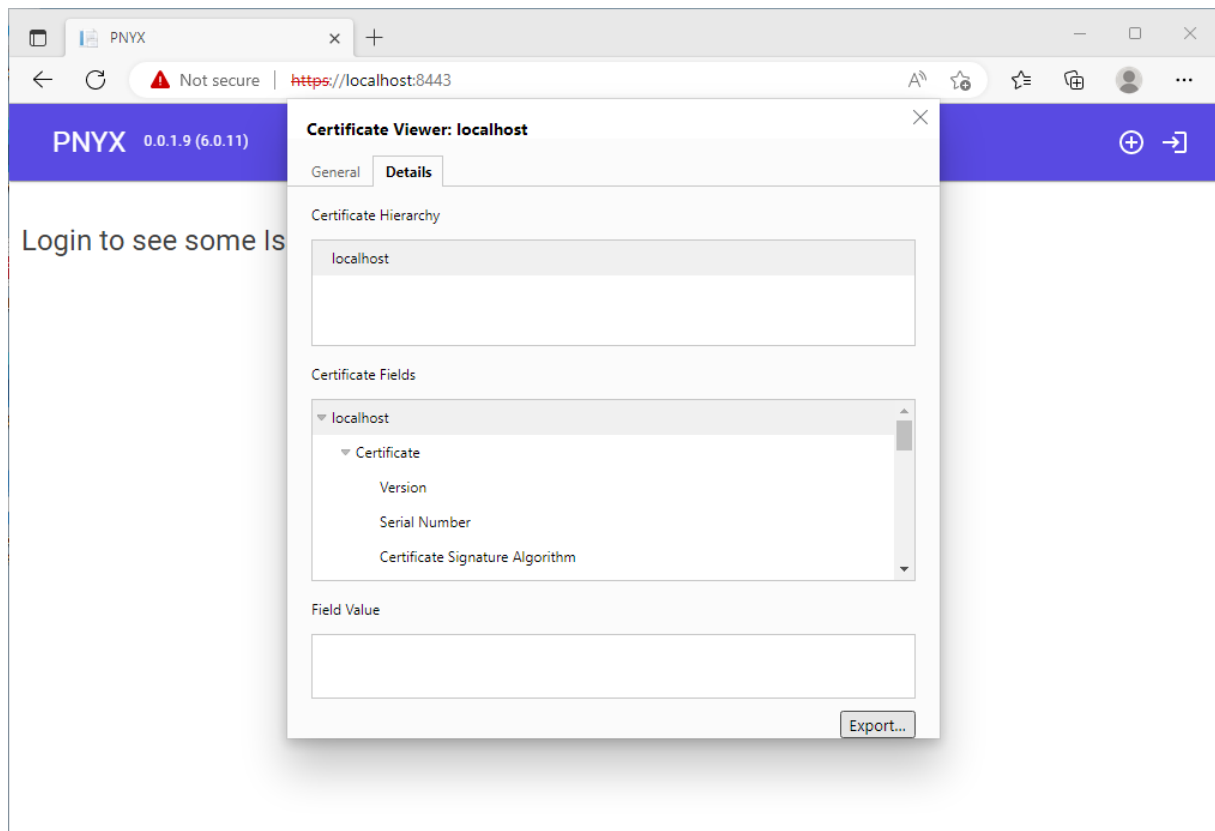 PNYX
Not secure https://localhost:8443
PNYX 0.0.1.9 (6.0.11)
Login to see some Is
Certificate Viewer: localhost
General Details
Certificate Hierarchy
localhost
Certificate Fields
localhost
Certificate
Version
Serial Number
Certificate Signature Algorithm
Field Value
Export...